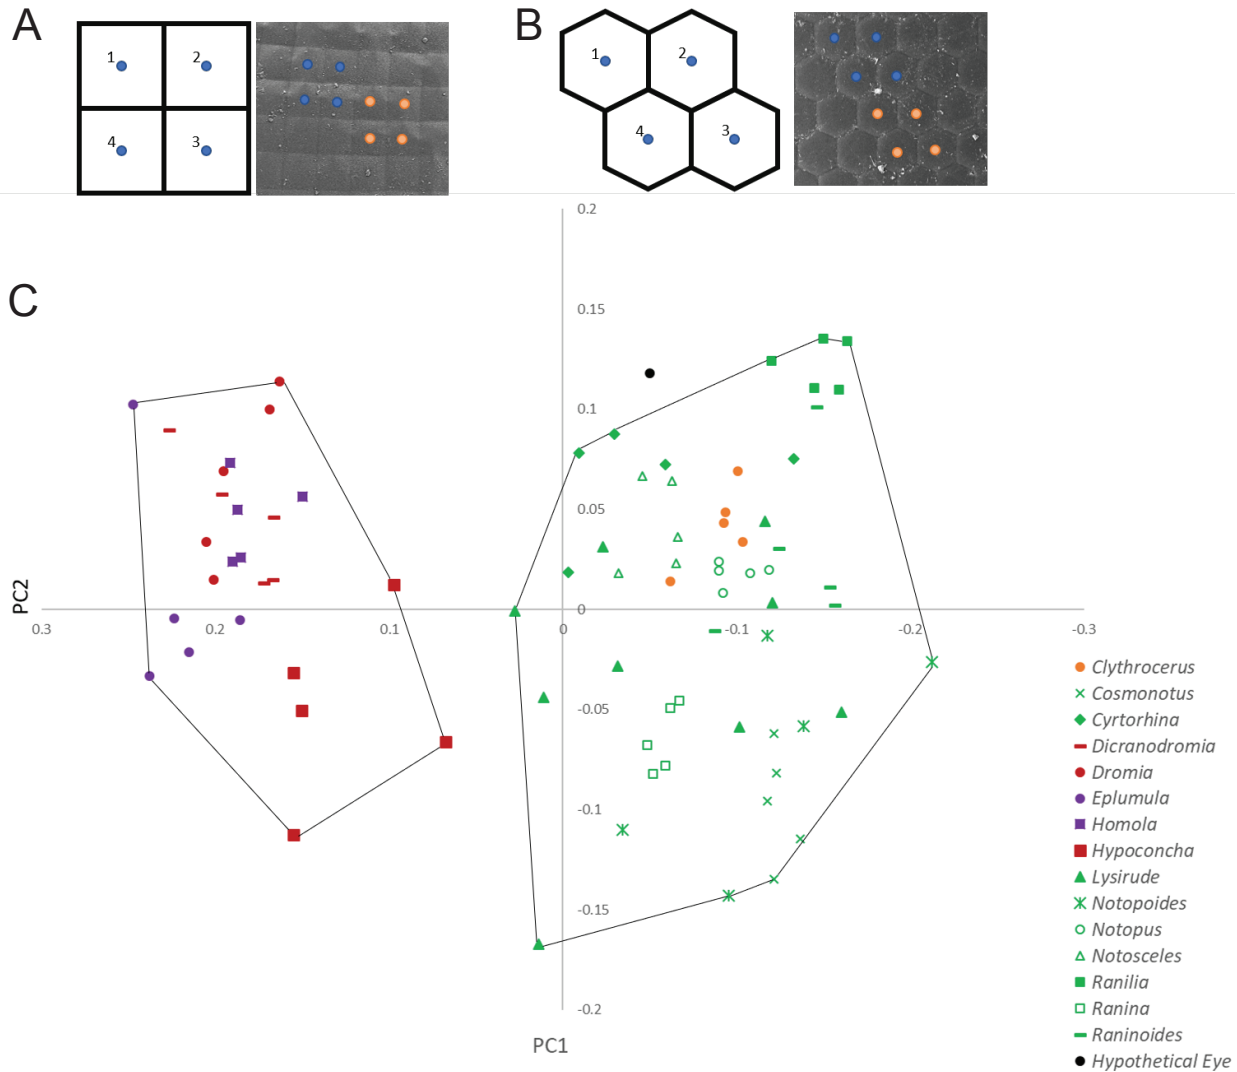 A
B
1
2
4
3
1
2
4
3
C
0.2
0.15
0.1
0.05
0
-0.05
-0.1
-0.15
-0.2
PC2
0.3
0.2
0.1
0
-0.1
-0.2
-0.3
PC1
Clythrocerus
Cosmonotus
Cyrtorhina
Dicranodromia
Dromia
Eplumula
Homola
Hypoconcha
Lysirude
Notopoides
Notopus
Notosceles
Ranilia
Ranina
Raninoides
Hypothetical Eye